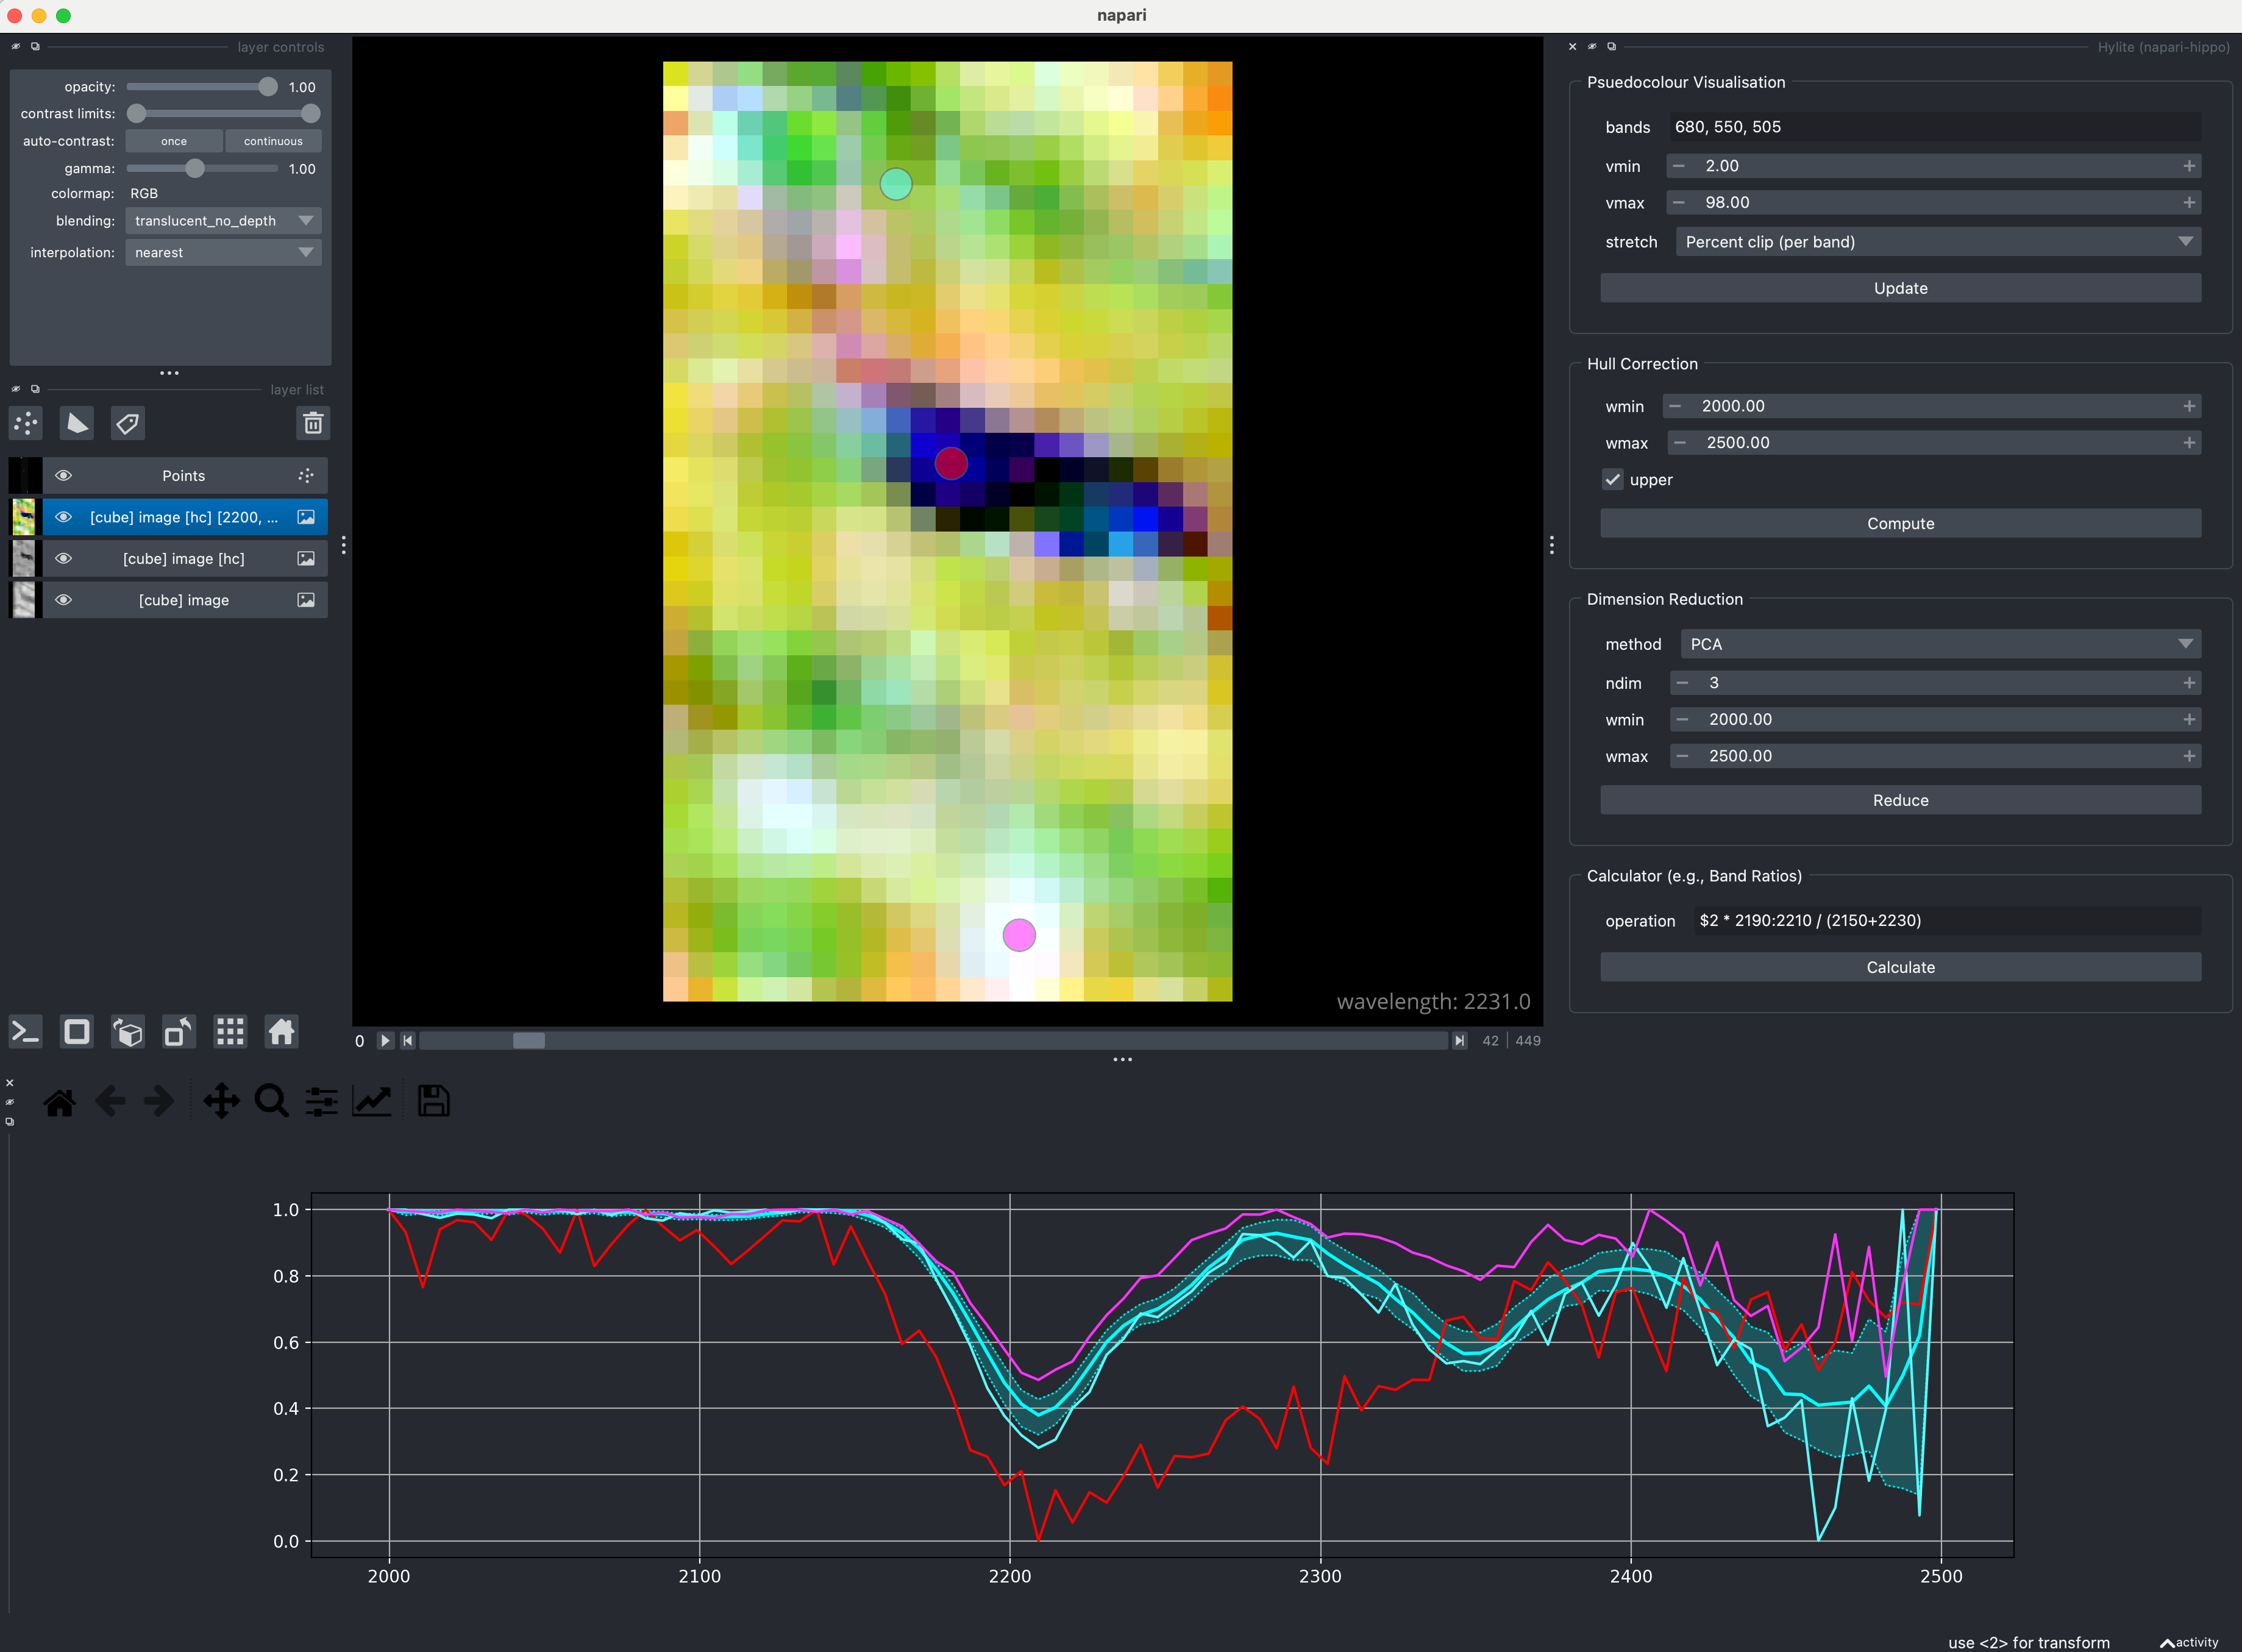 napari
layer controls
opacity: 1.00
contrast limits:
auto-contrast: once continuous
gamma: 1.00
colormap: RGB
blending: translucent_no_depth
interpolation: nearest
layer list
Points
[cube] image [hc] [2200, ...
[cube] image [hc]
[cube] image
wavelength: 2231.0
0 42 449
Hylite (napari-hippo)
Psuedocolour Visualisation
bands 680, 550, 505
vmin 2.00
vmax 98.00
stretch Percent clip (per band)
Update
Hull Correction
wmin 2000.00
wmax 2500.00
upper
Compute
Dimension Reduction
method PCA
ndim 3
wmin 2000.00
wmax 2500.00
Reduce
Calculator (e.g., Band Ratios)
operation $2 * 2190:2210 / (2150+2230)
Calculate
1.0
0.8
0.6
0.4
0.2
0.0
2000 2100 2200 2300 2400 2500
use <2> for transform activity